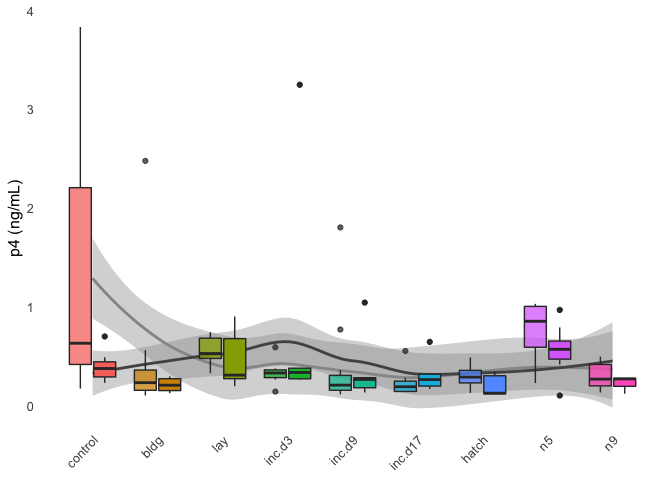 4
3
2
1
0
p4 (ng/mL)
control
bldg
lay
inc.d3
inc.d9
inc.d17
hatch
n5
n9